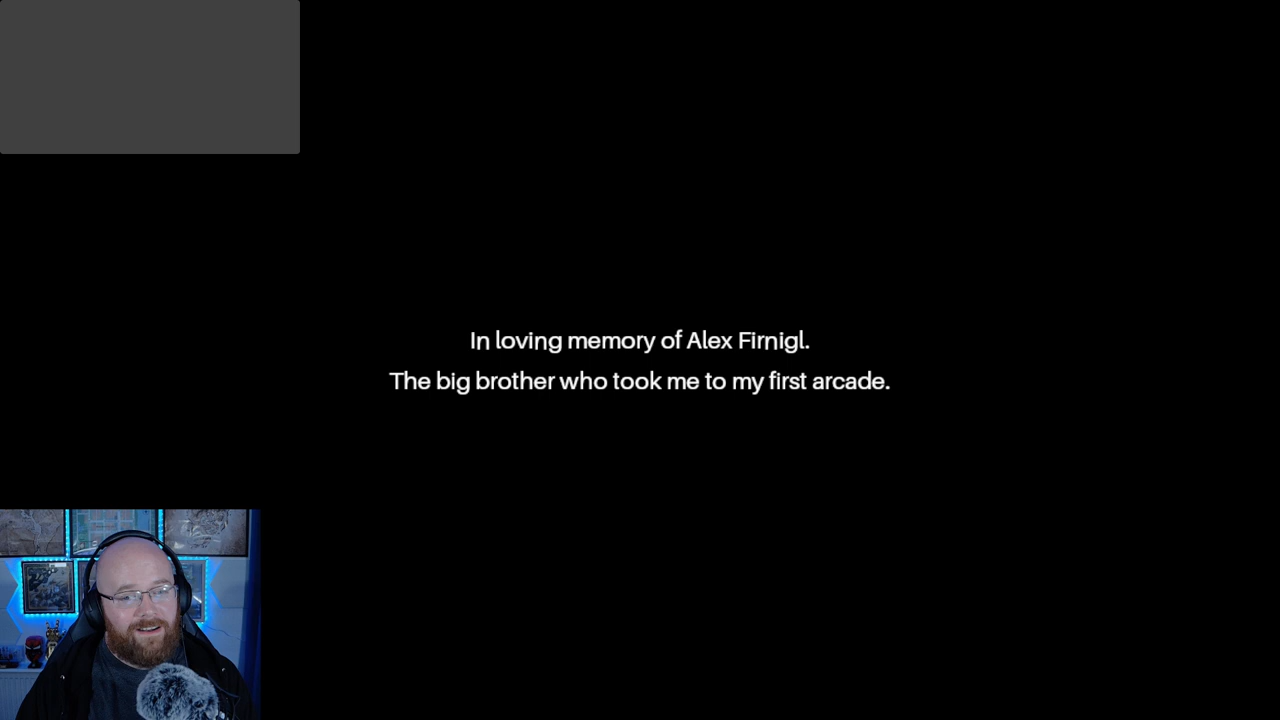 In loving memory of Alex Firnigl.
The big brother who took me to my first arcade.